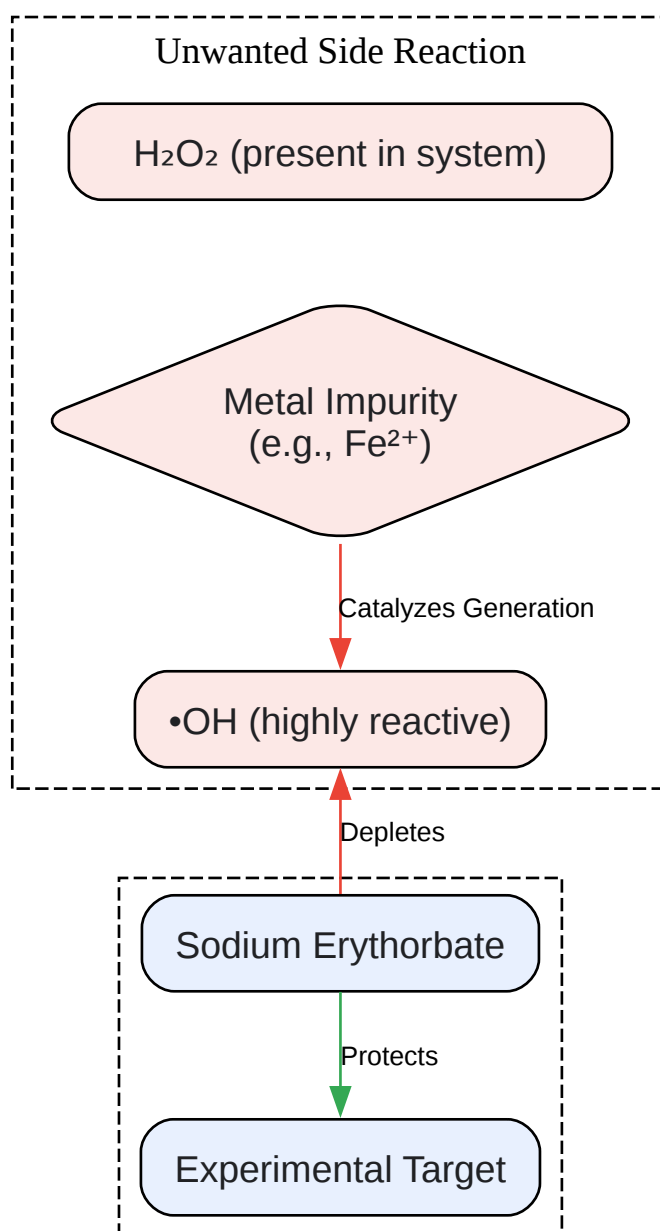 Unwanted Side Reaction
H₂O₂ (present in system)
Metal Impurity
(e.g., Fe²⁺)
Catalyzes Generation
•OH (highly reactive)
Depletes
Sodium Erythorbate
Protects
Experimental Target